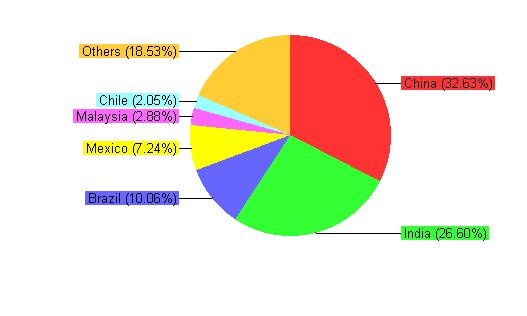 Others (18.53%)
China (32.63%)
Chile (2.05%)
Malaysia (2.88%)
Mexico (7.24%)
Brazil (10.06%)
India (26.60%)